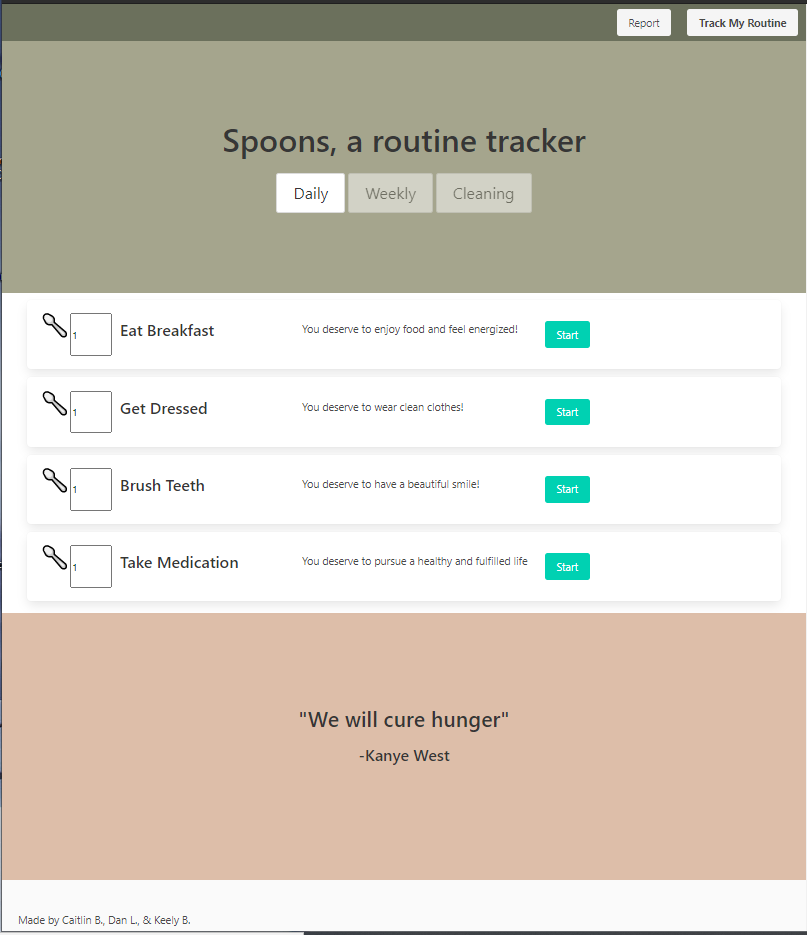 Report Track My Routine
Spoons, a routine tracker
Daily Weekly Cleaning
1 Eat Breakfast You deserve to enjoy food and feel energized! Start
1 Get Dressed You deserve to wear clean clothes! Start
1 Brush Teeth You deserve to have a beautiful smile! Start
1 Take Medication You deserve to pursue a healthy and fulfilled life Start
"We will cure hunger"
-Kanye West
Made by Caitlin B., Dan L., & Keely B.